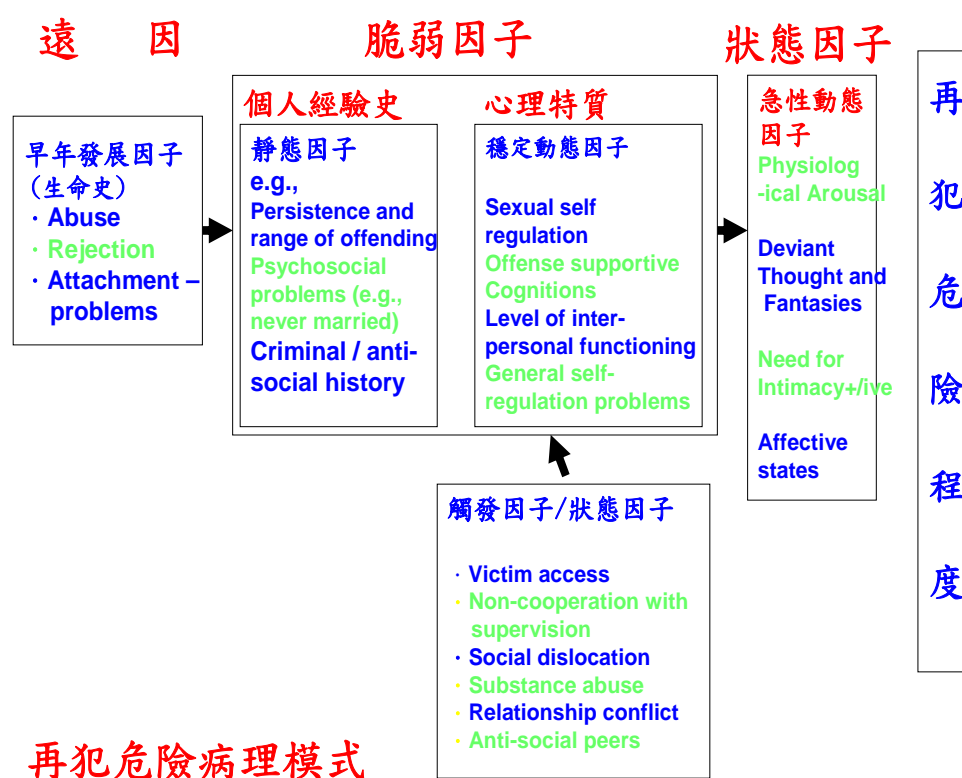 遠 因
脆弱因子
狀態因子
早年發展因子
(生命史)
· Abuse
· Rejection
· Attachment –
problems
個人經驗史
靜態因子
e.g.,
Persistence and
range of offending
Psychosocial
problems (e.g.,
never married)
Criminal / anti-
social history
心理特質
穩定動態因子
Sexual self
regulation
Offense supportive
Cognitions
Level of inter-
personal functioning
General self-
regulation problems
急性動態
因子
Physiolog
-ical Arousal
Deviant
Thought and
Fantasies
Need for
Intimacy+/ive
Affective
states
再
犯
危
險
程
度
觸發因子/狀態因子
· Victim access
· Non-cooperation with
supervision
· Social dislocation
· Substance abuse
· Relationship conflict
· Anti-social peers
再犯危險病理模式